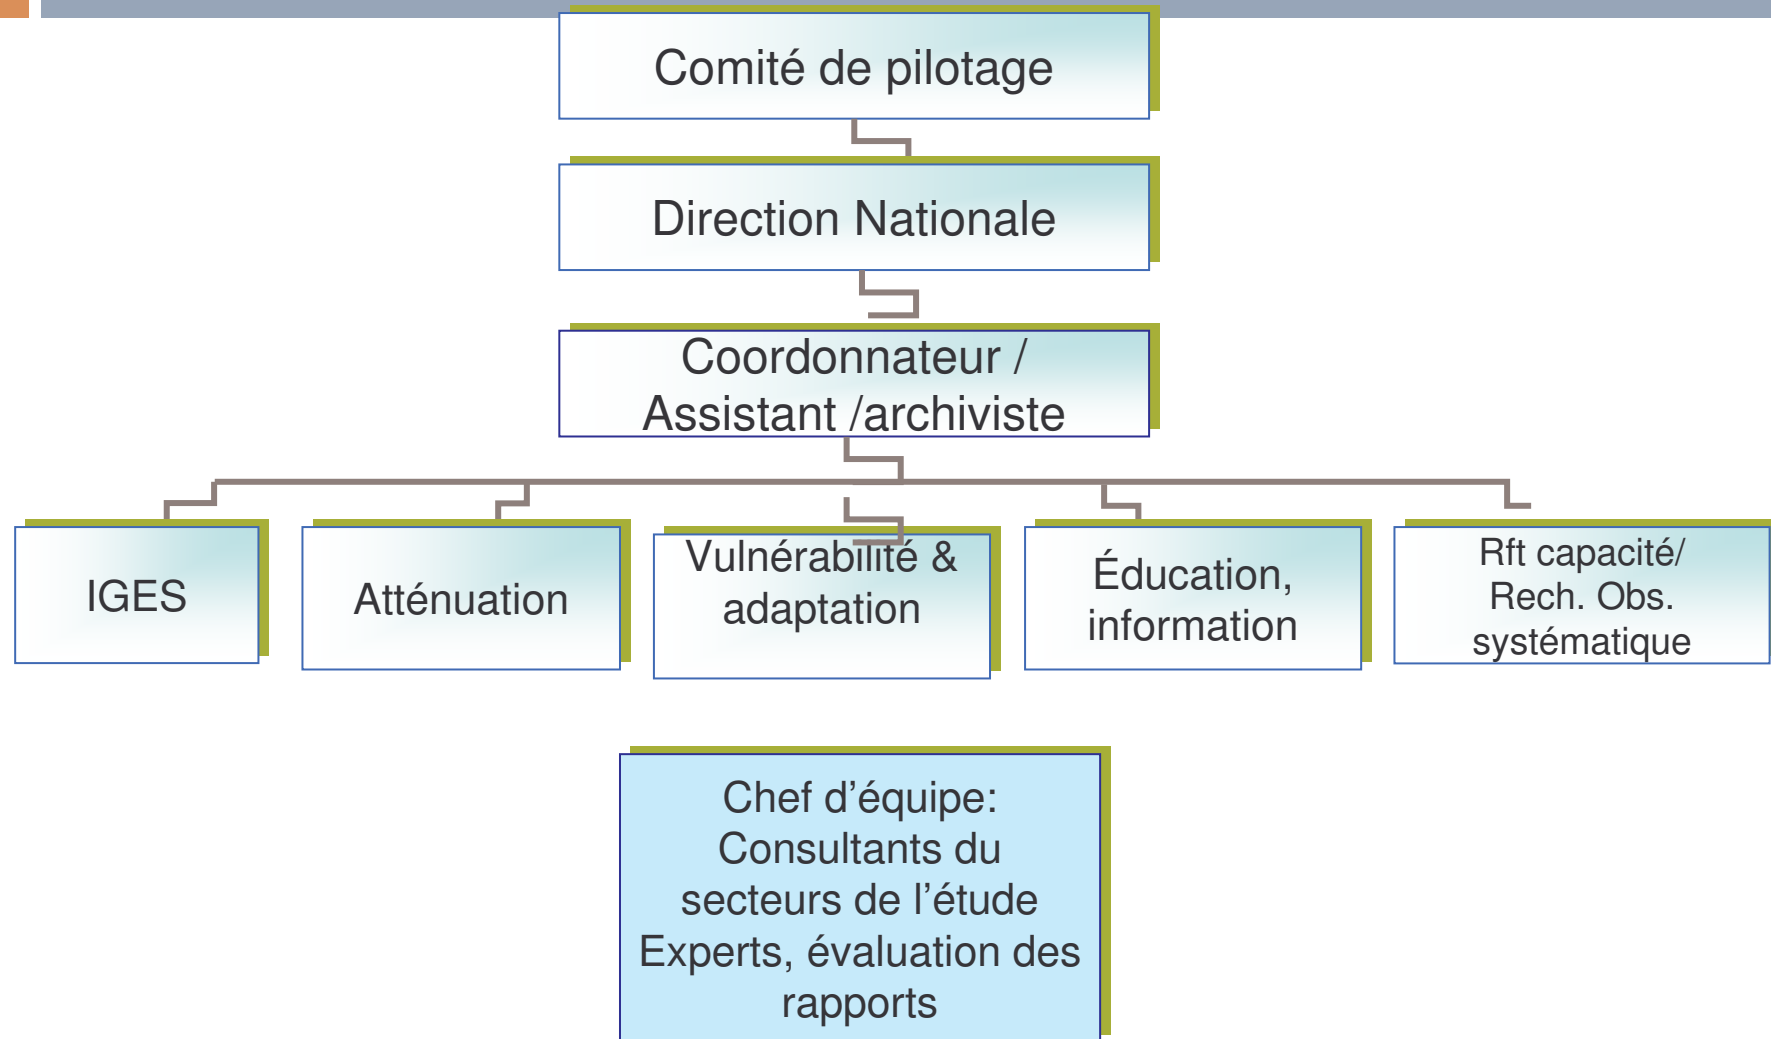 Comité de pilotage
Direction Nationale
Coordonnateur /
Assistant /archiviste
IGES
Atténuation
Vulnérabilité &
adaptation
Éducation,
information
Rft capacité/
Rech. Obs.
systématique
Chef d’équipe:
Consultants du
secteurs de l’étude
Experts, évaluation des
rapports